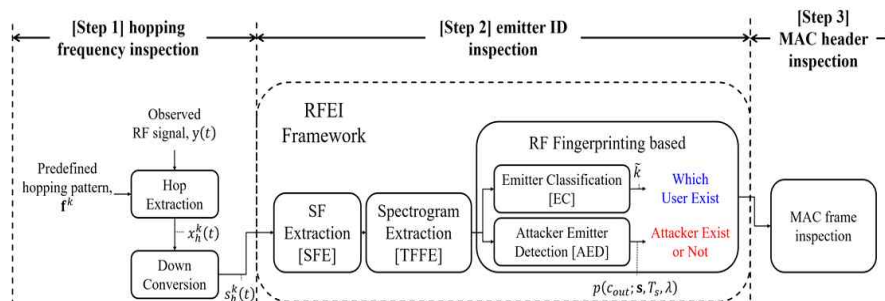 [Step 1] hopping
frequency inspection
[Step 2] emitter ID
inspection
[Step 3]
MAC header
inspection
RFEI
Framework
Observed
RF signal, y(t)
Predefined
hopping pattern,
f^k
Hop
Extraction
x_h^k(t)
Down
Conversion
s_h^k(t)
SF
Extraction
[SFE]
Spectrogram
Extraction
[TFFE]
RF Fingerprinting based
Emitter Classification
[EC]
k̃
Which
User Exist
Attacker Emitter
Detection [AED]
Attacker Exist
or Not
p(c_out; s, T_s, λ)
MAC frame
inspection